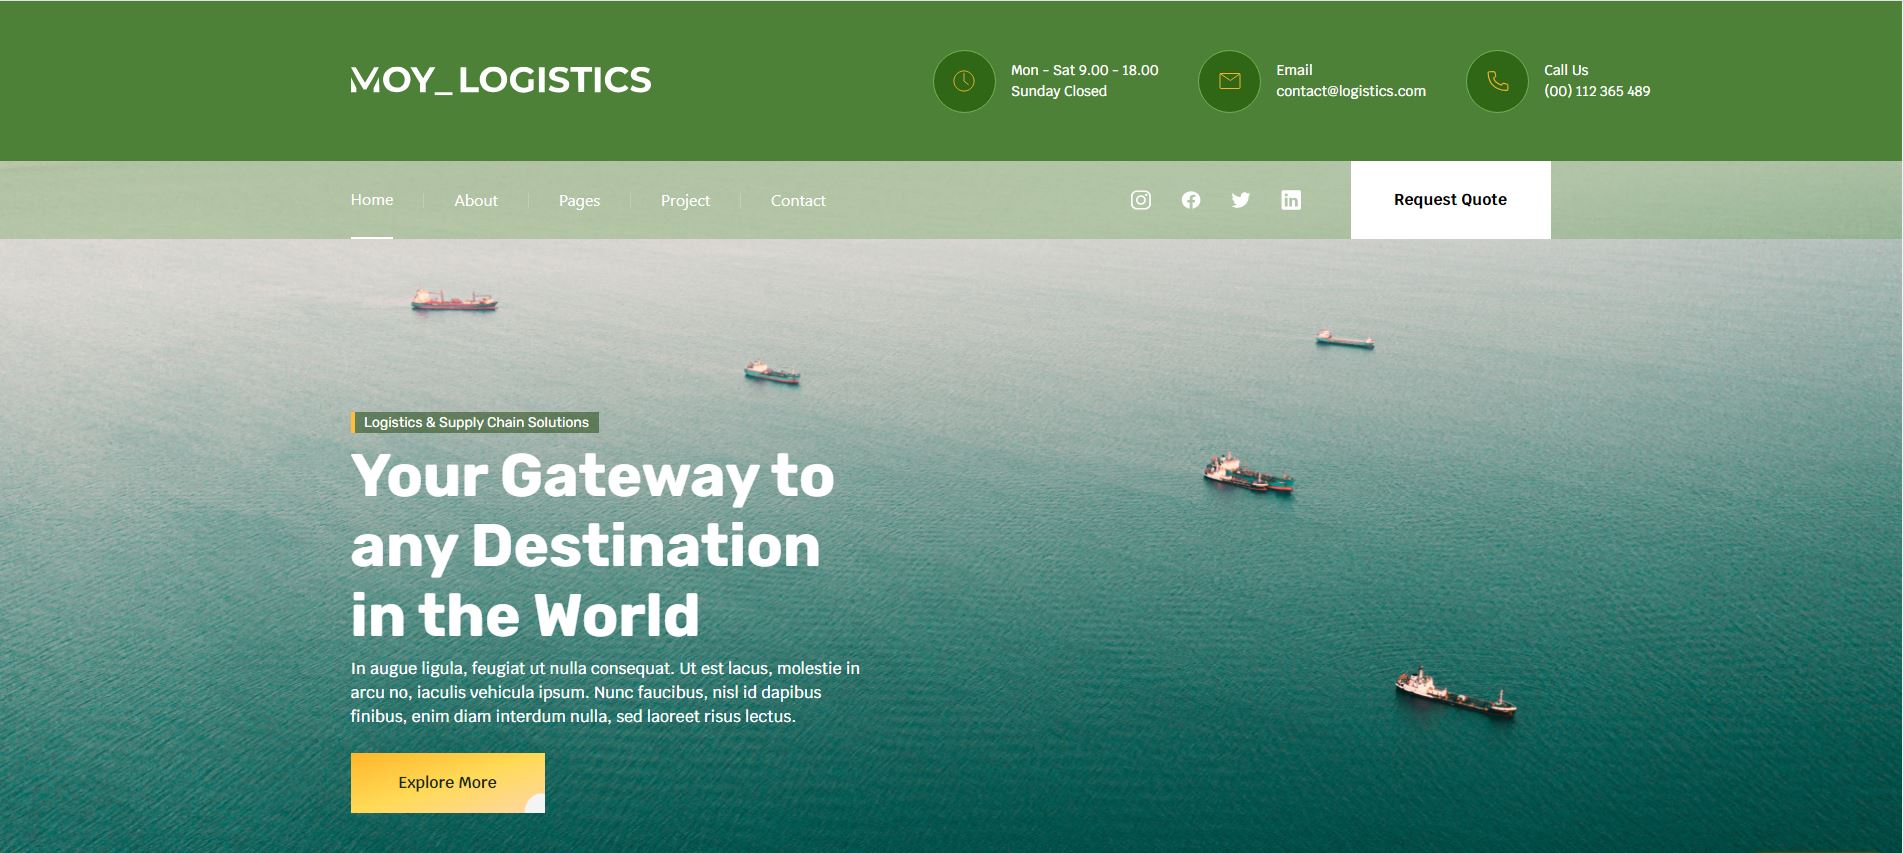 MOY_LOGISTICS
Mon - Sat 9.00 - 18.00
Sunday Closed
Email
contact@logistics.com
Call Us
(00) 112 365 489
Home
About
Pages
Project
Contact
Request Quote
Logistics & Supply Chain Solutions
Your Gateway to
any Destination
in the World
In augue ligula, feugiat ut nulla consequat. Ut est lacus, molestie in
arcu no, iaculis vehicula ipsum. Nunc faucibus, nisl id dapibus
finibus, enim diam interdum nulla, sed laoreet risus lectus.
Explore More